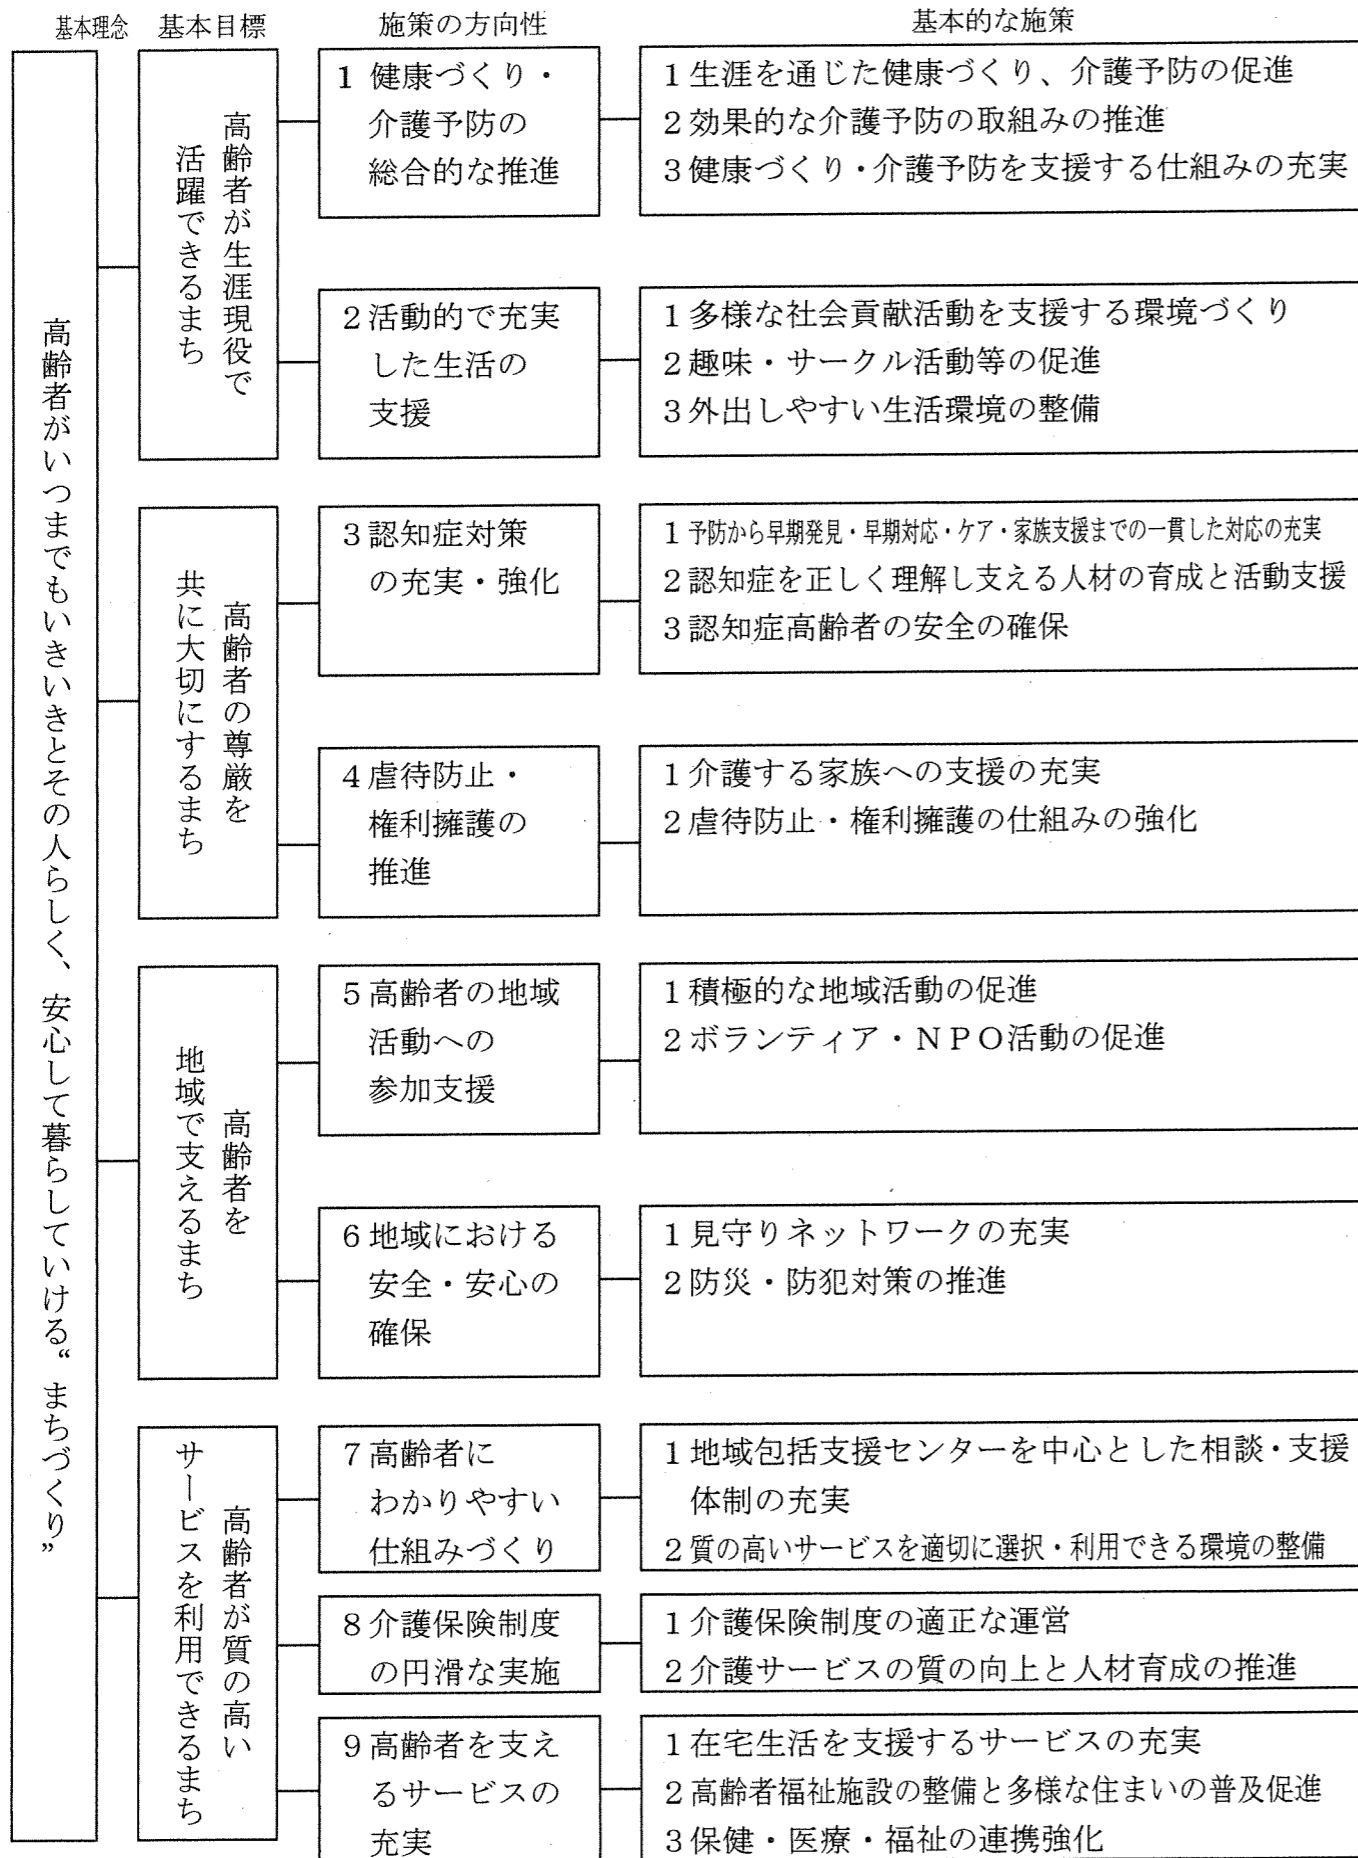 基本理念 基本目標 施策の方向性 基本的な施策
高齢者がいつまでもいきいきとその人らしく、安心して暮らしていける“まちづくり”
高齢者が生涯現役で
活躍できるまち
1 健康づくり・
介護予防の
総合的な推進
1 生涯を通じた健康づくり、介護予防の促進
2 効果的な介護予防の取組みの推進
3 健康づくり・介護予防を支援する仕組みの充実
2 活動的で充実
した生活の
支援
1 多様な社会貢献活動を支援する環境づくり
2 趣味・サークル活動等の促進
3 外出しやすい生活環境の整備
高齢者の尊厳を
共に大切にするまち
3 認知症対策
の充実・強化
1 予防から早期発見・早期対応・ケア・家族支援までの一貫した対応の充実
2 認知症を正しく理解し支える人材の育成と活動支援
3 認知症高齢者の安全の確保
4 虐待防止・
権利擁護の
推進
1 介護する家族への支援の充実
2 虐待防止・権利擁護の仕組みの強化
高齢者を
地域で支えるまち
5 高齢者の地域
活動への
参加支援
1 積極的な地域活動の促進
2 ボランティア・NPO活動の促進
6 地域における
安全・安心の
確保
1 見守りネットワークの充実
2 防災・防犯対策の推進
高齢者が質の高い
サービスを利用できるまち
7 高齢者に
わかりやすい
仕組みづくり
1 地域包括支援センターを中心とした相談・支援
体制の充実
2 質の高いサービスを適切に選択・利用できる環境の整備
8 介護保険制度
の円滑な実施
1 介護保険制度の適正な運営
2 介護サービスの質の向上と人材育成の推進
9 高齢者を支え
るサービスの
充実
1 在宅生活を支援するサービスの充実
2 高齢者福祉施設の整備と多様な住まいの普及促進
3 保健・医療・福祉の連携強化